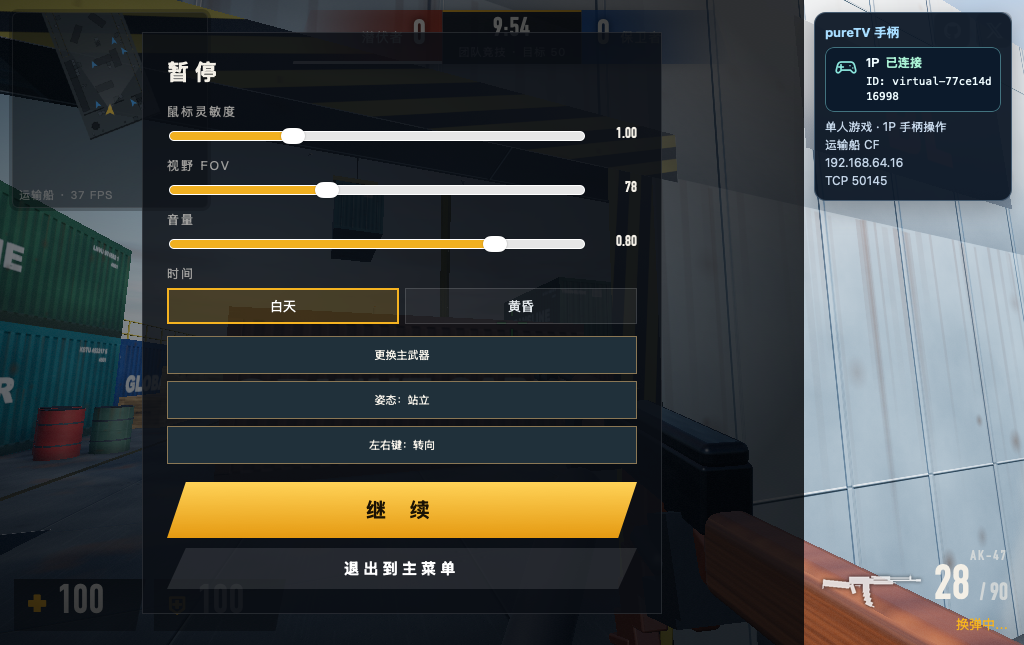 0
9:54
0
pureTV 手柄
1P 已连接
ID: virtual-77ce14d
16998
单人游戏 · 1P 手柄操作
运输船 CF
192.168.64.16
TCP 50145
暂停
鼠标灵敏度
1.00
视野 FOV
78
音量
0.80
时间
白天
黄昏
更换主武器
姿态: 站立
左右键: 转向
继续
退出到主菜单
运输船 · 37 FPS
100
100
AK-47
28 / 90
换弹中...